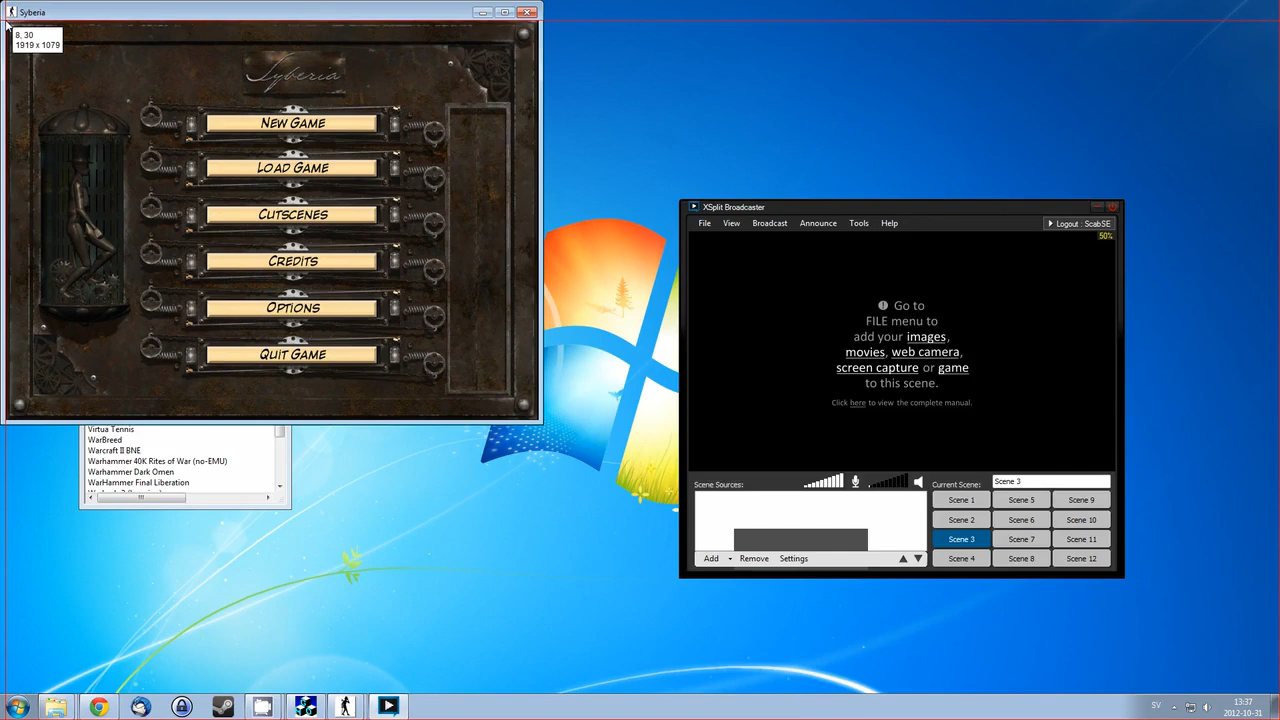 Syberia
8, 30
1919 x 1079
Syberia
NEW GAME
LOAD GAME
CUTSCENES
CREDITS
OPTIONS
QUIT GAME
Virtua Tennis
WarBreed
Warcraft II BNE
Warhammer 40K Rites of War (no-EMU)
Warhammer Dark Omen
WarHammer Final Liberation
XSplit Broadcaster
File View Broadcast Announce Tools Help
Logout : ScabSE
50%
Go to
FILE menu to
add your images,
movies, web camera,
screen capture or game
to this scene.
Click here to view the complete manual.
Scene Sources:
Current Scene:
Scene 3
Scene 1 Scene 5 Scene 9
Scene 2 Scene 6 Scene 10
Scene 3 Scene 7 Scene 11
Scene 4 Scene 8 Scene 12
Add Remove Settings
SV
13:37
2012-10-31